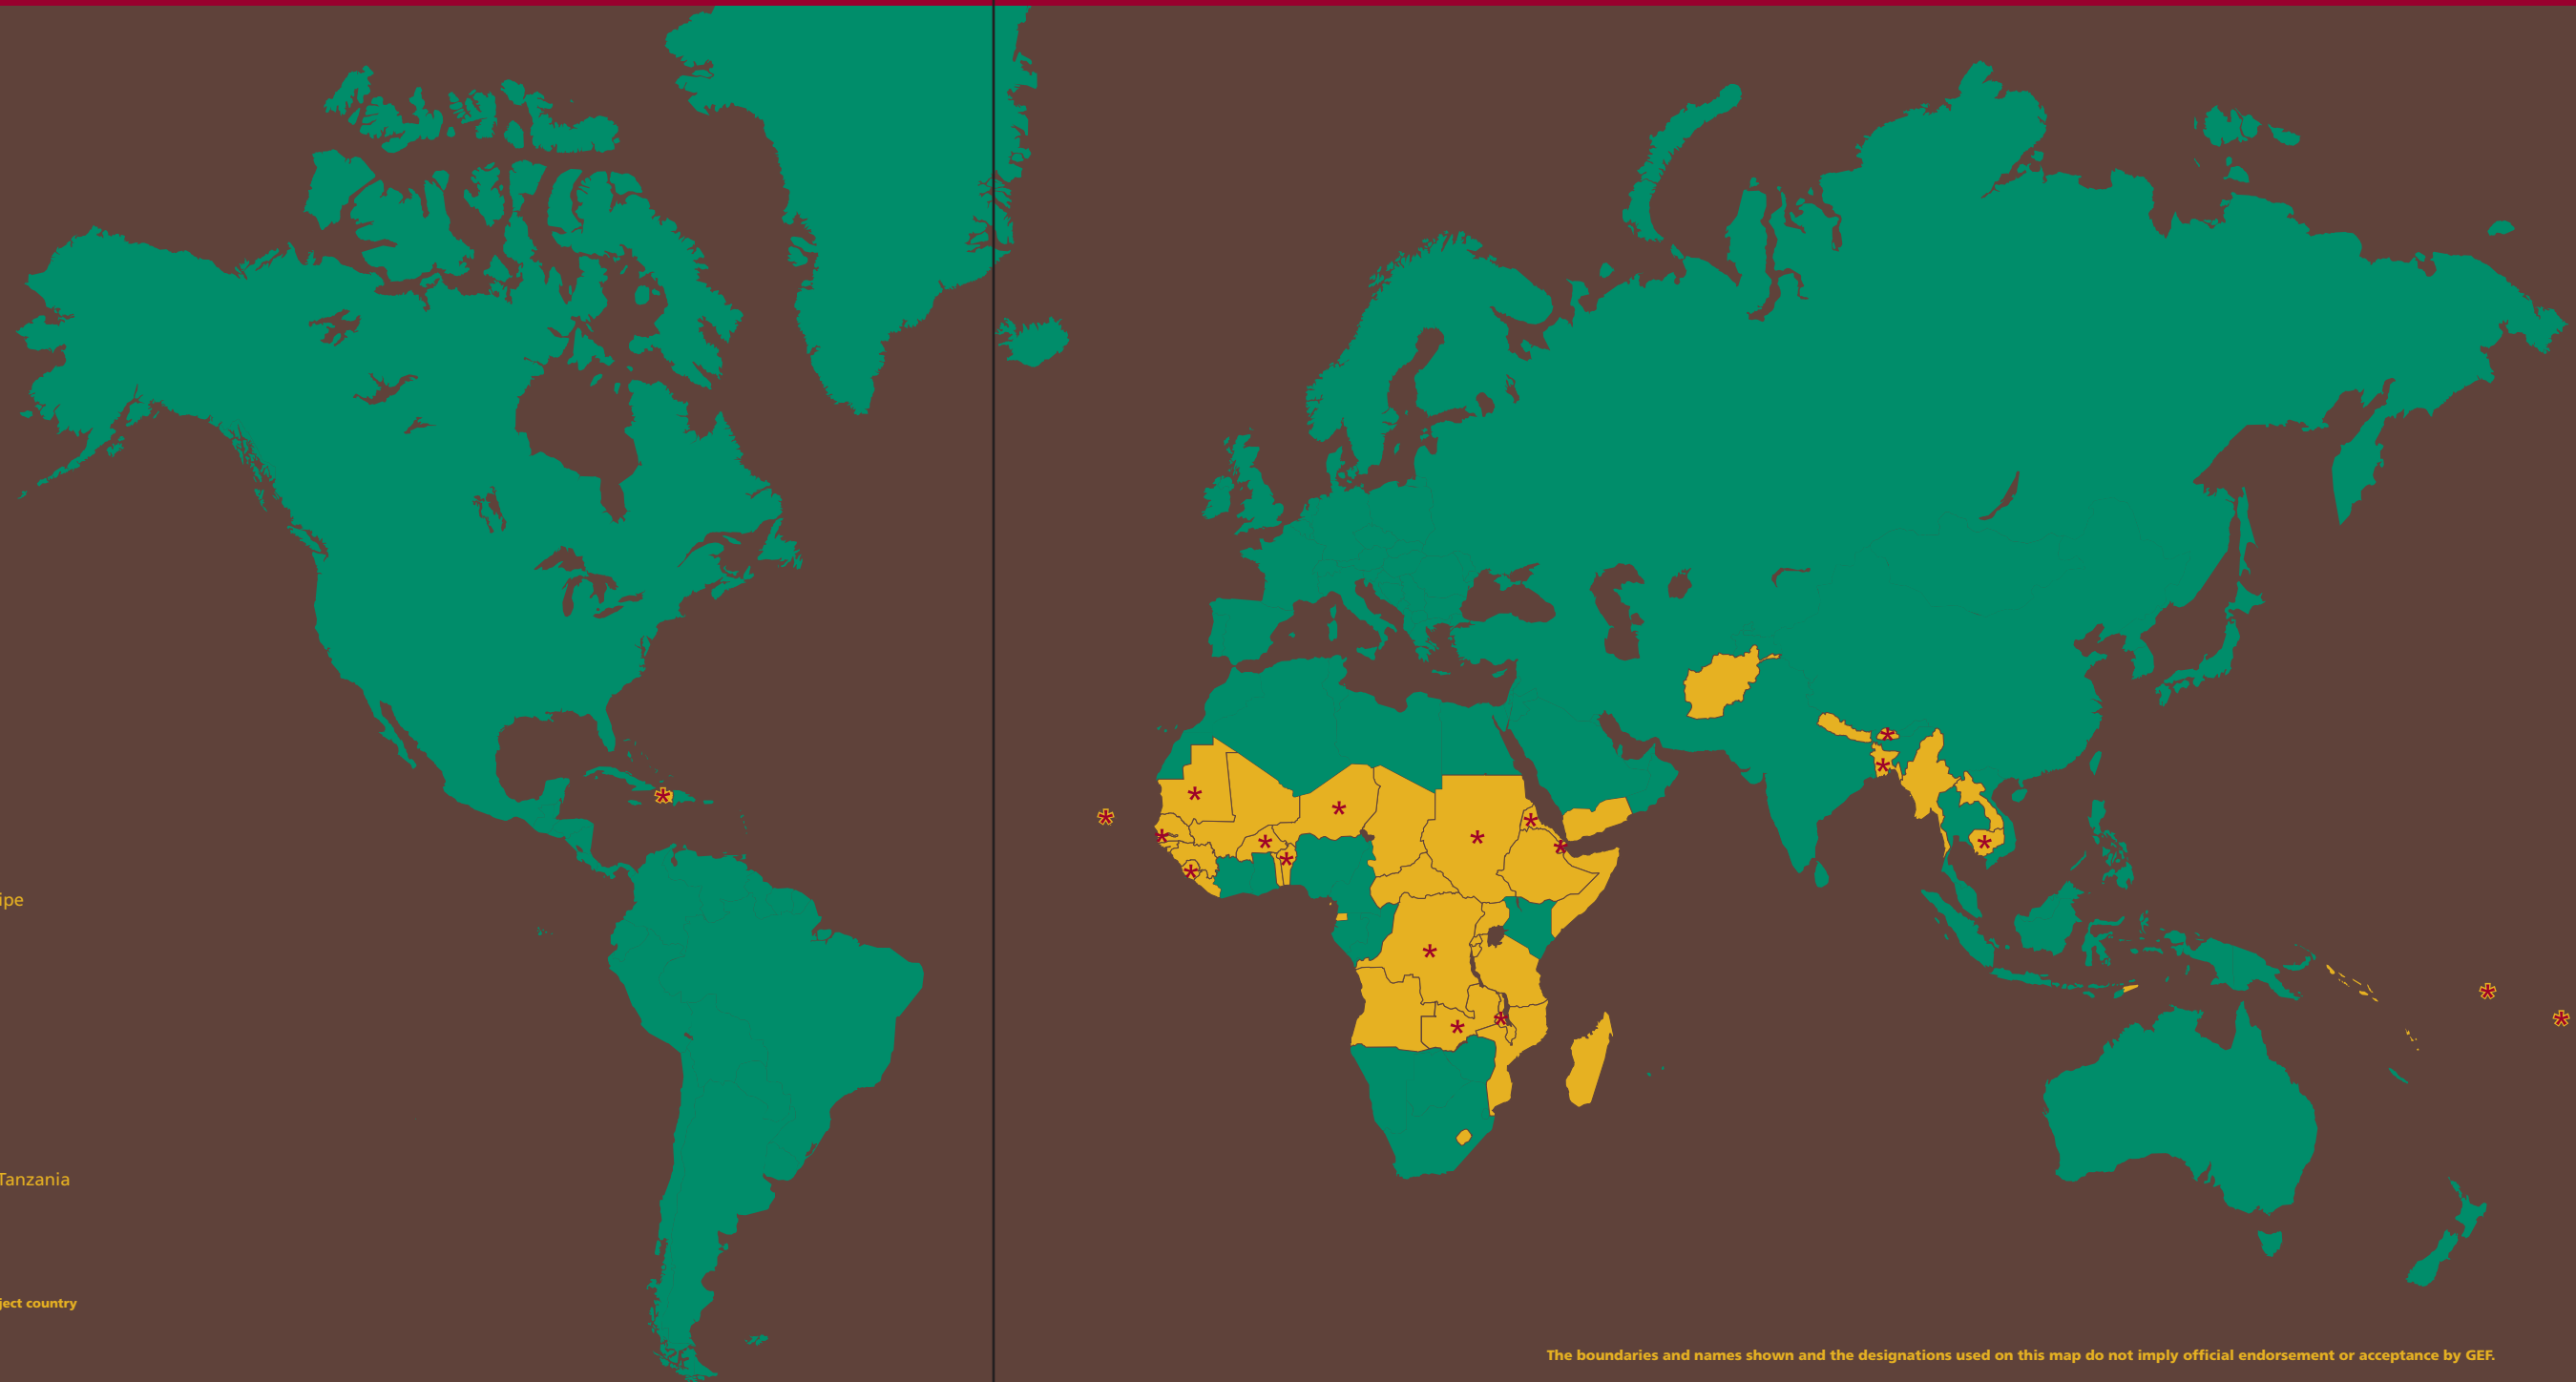 ipe
Tanzania
ject country
The boundaries and names shown and the designations used on this map do not imply official endorsement or acceptance by GEF.